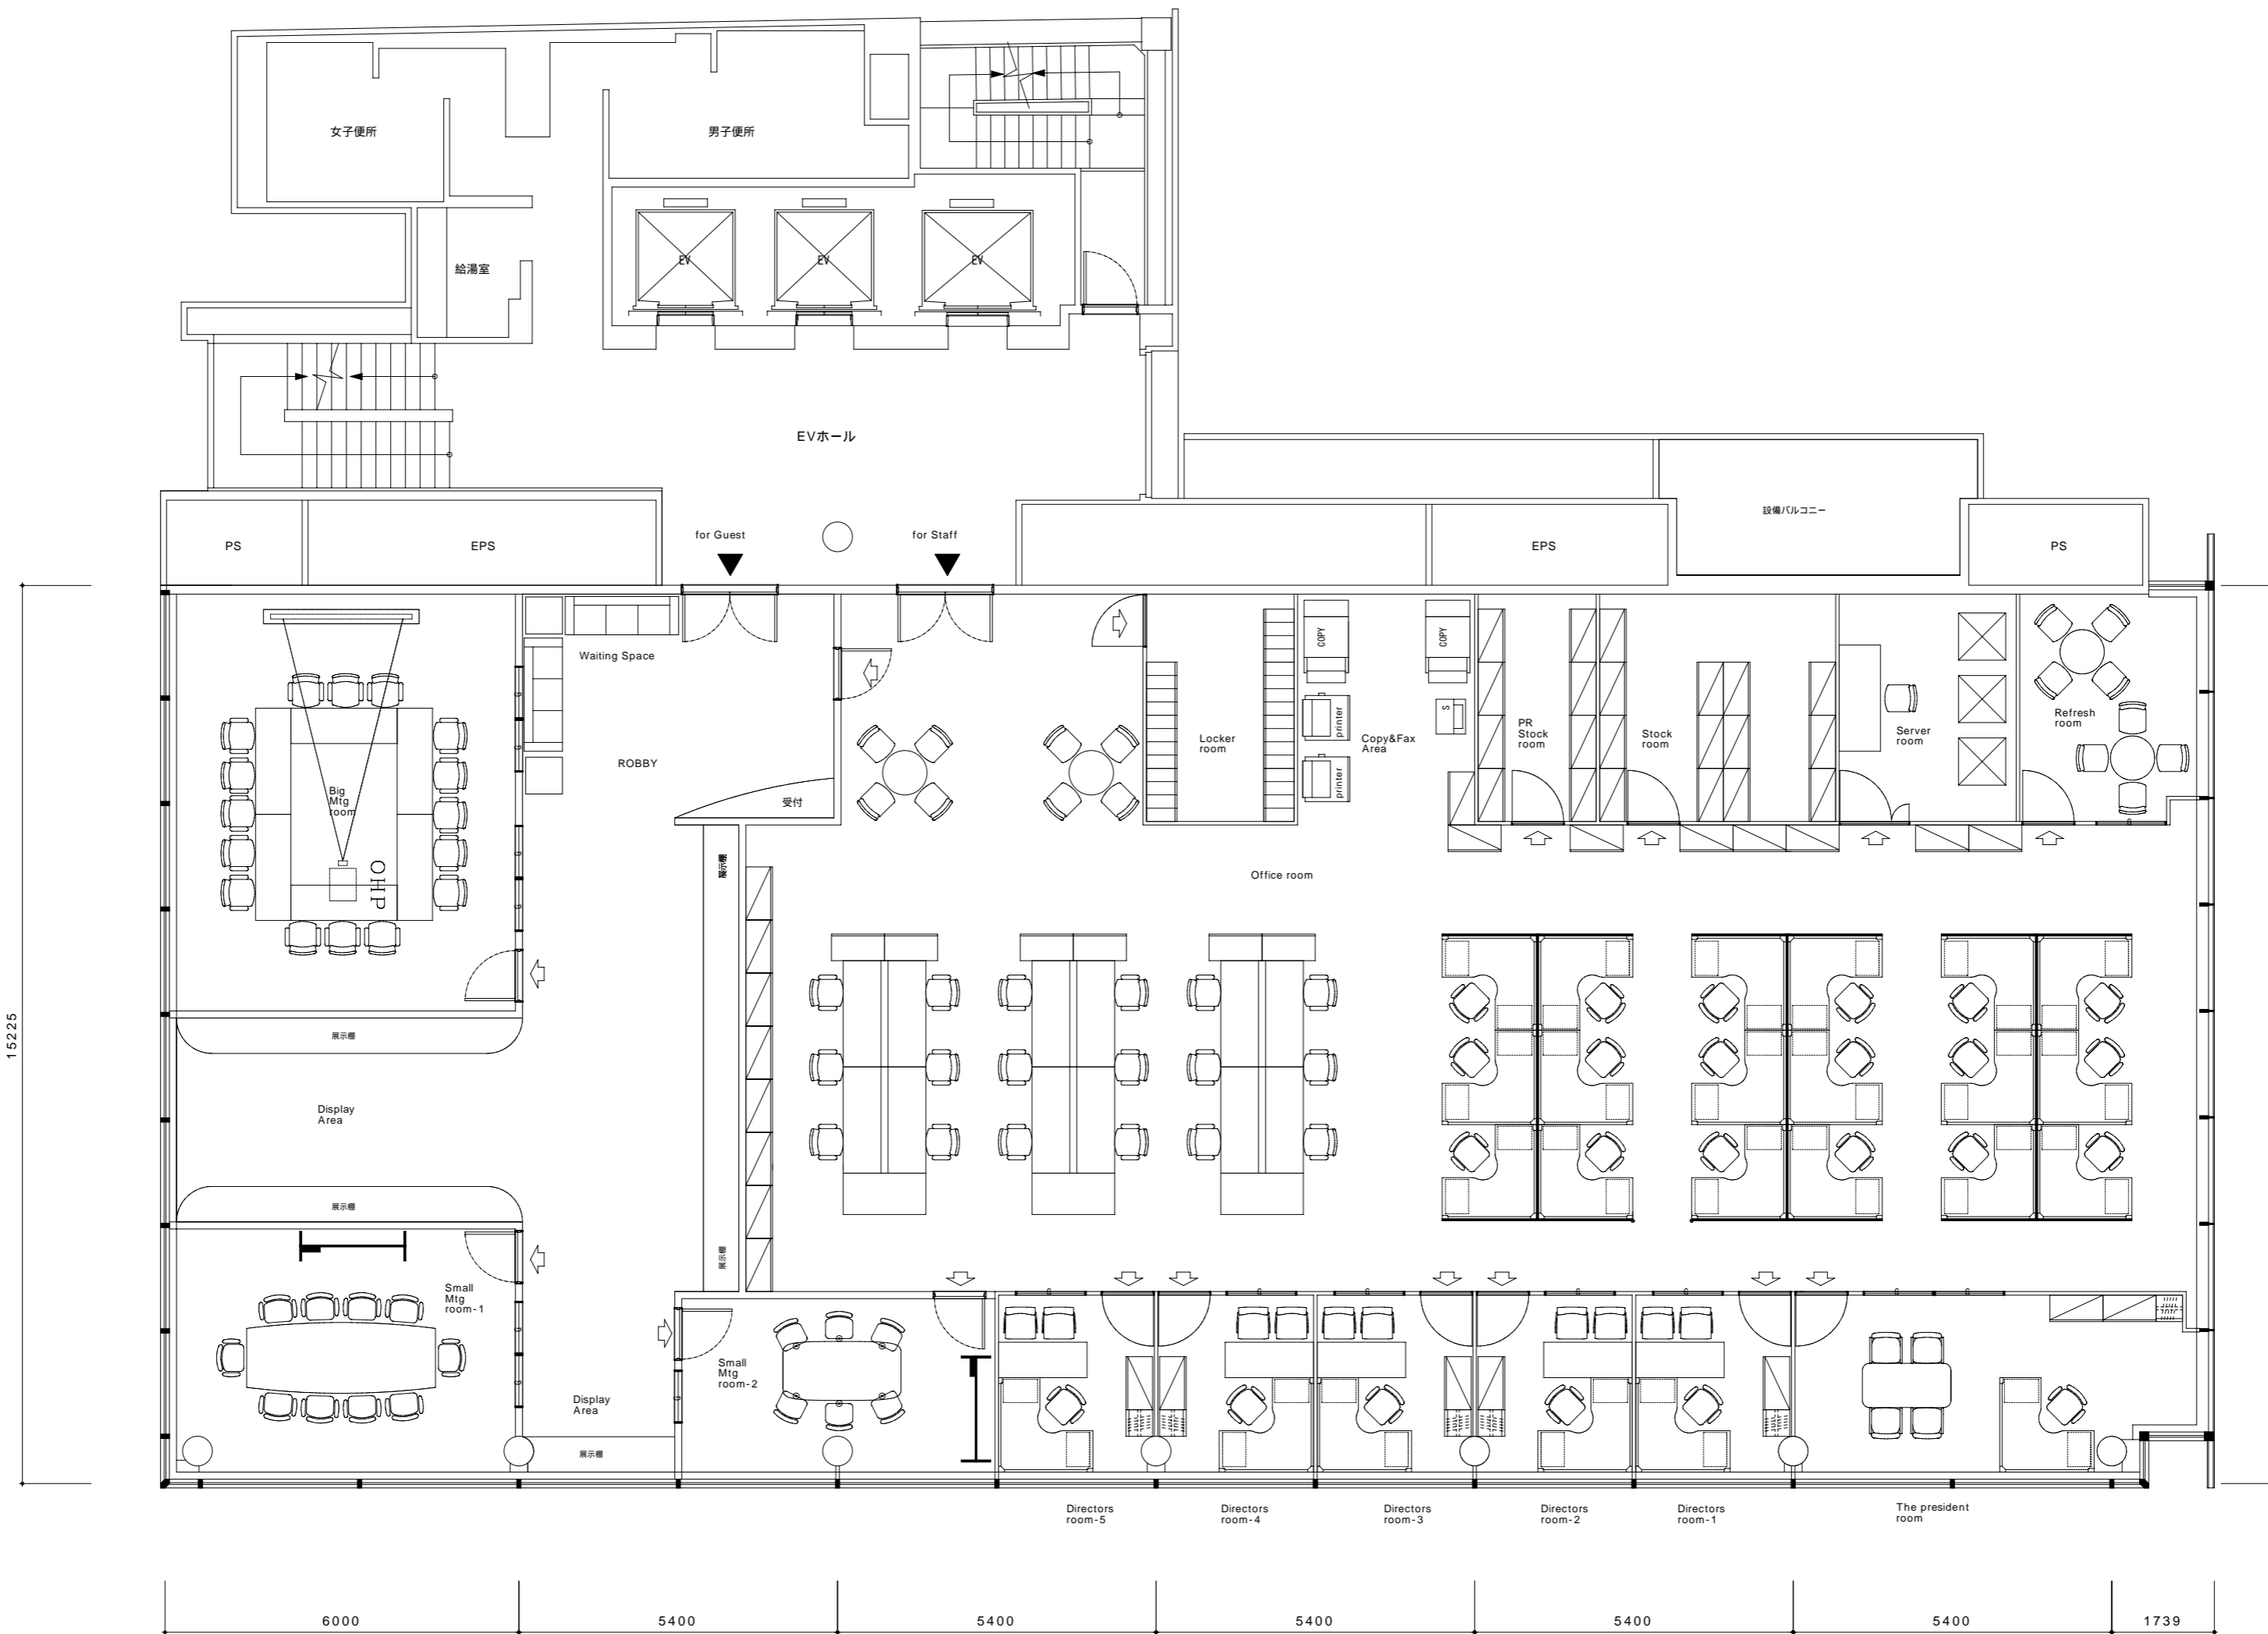 女子便所
男子便所
給湯室
EV
EV
EV
EVホール
PS
EPS
for Guest
for Staff
EPS
設備バルコニー
PS
Waiting Space
ROBBY
受付
Big
Mtg
room
OHP
展示棚
展示棚
Locker
room
COPY
COPY
printer
printer
S
Copy&Fax
Area
PR
Stock
room
Stock
room
Server
room
Refresh
room
G
Office room
G
G
G
G
展示棚
Display
Area
展示棚
Small
Mtg
room-1
G
G
Display
Area
展示棚
Small
Mtg
room-2
G
G
G
G
G
G
G
G
Directors
room-5
Directors
room-4
Directors
room-3
Directors
room-2
Directors
room-1
The president
room
15225
6000
5400
5400
5400
5400
5400
1739